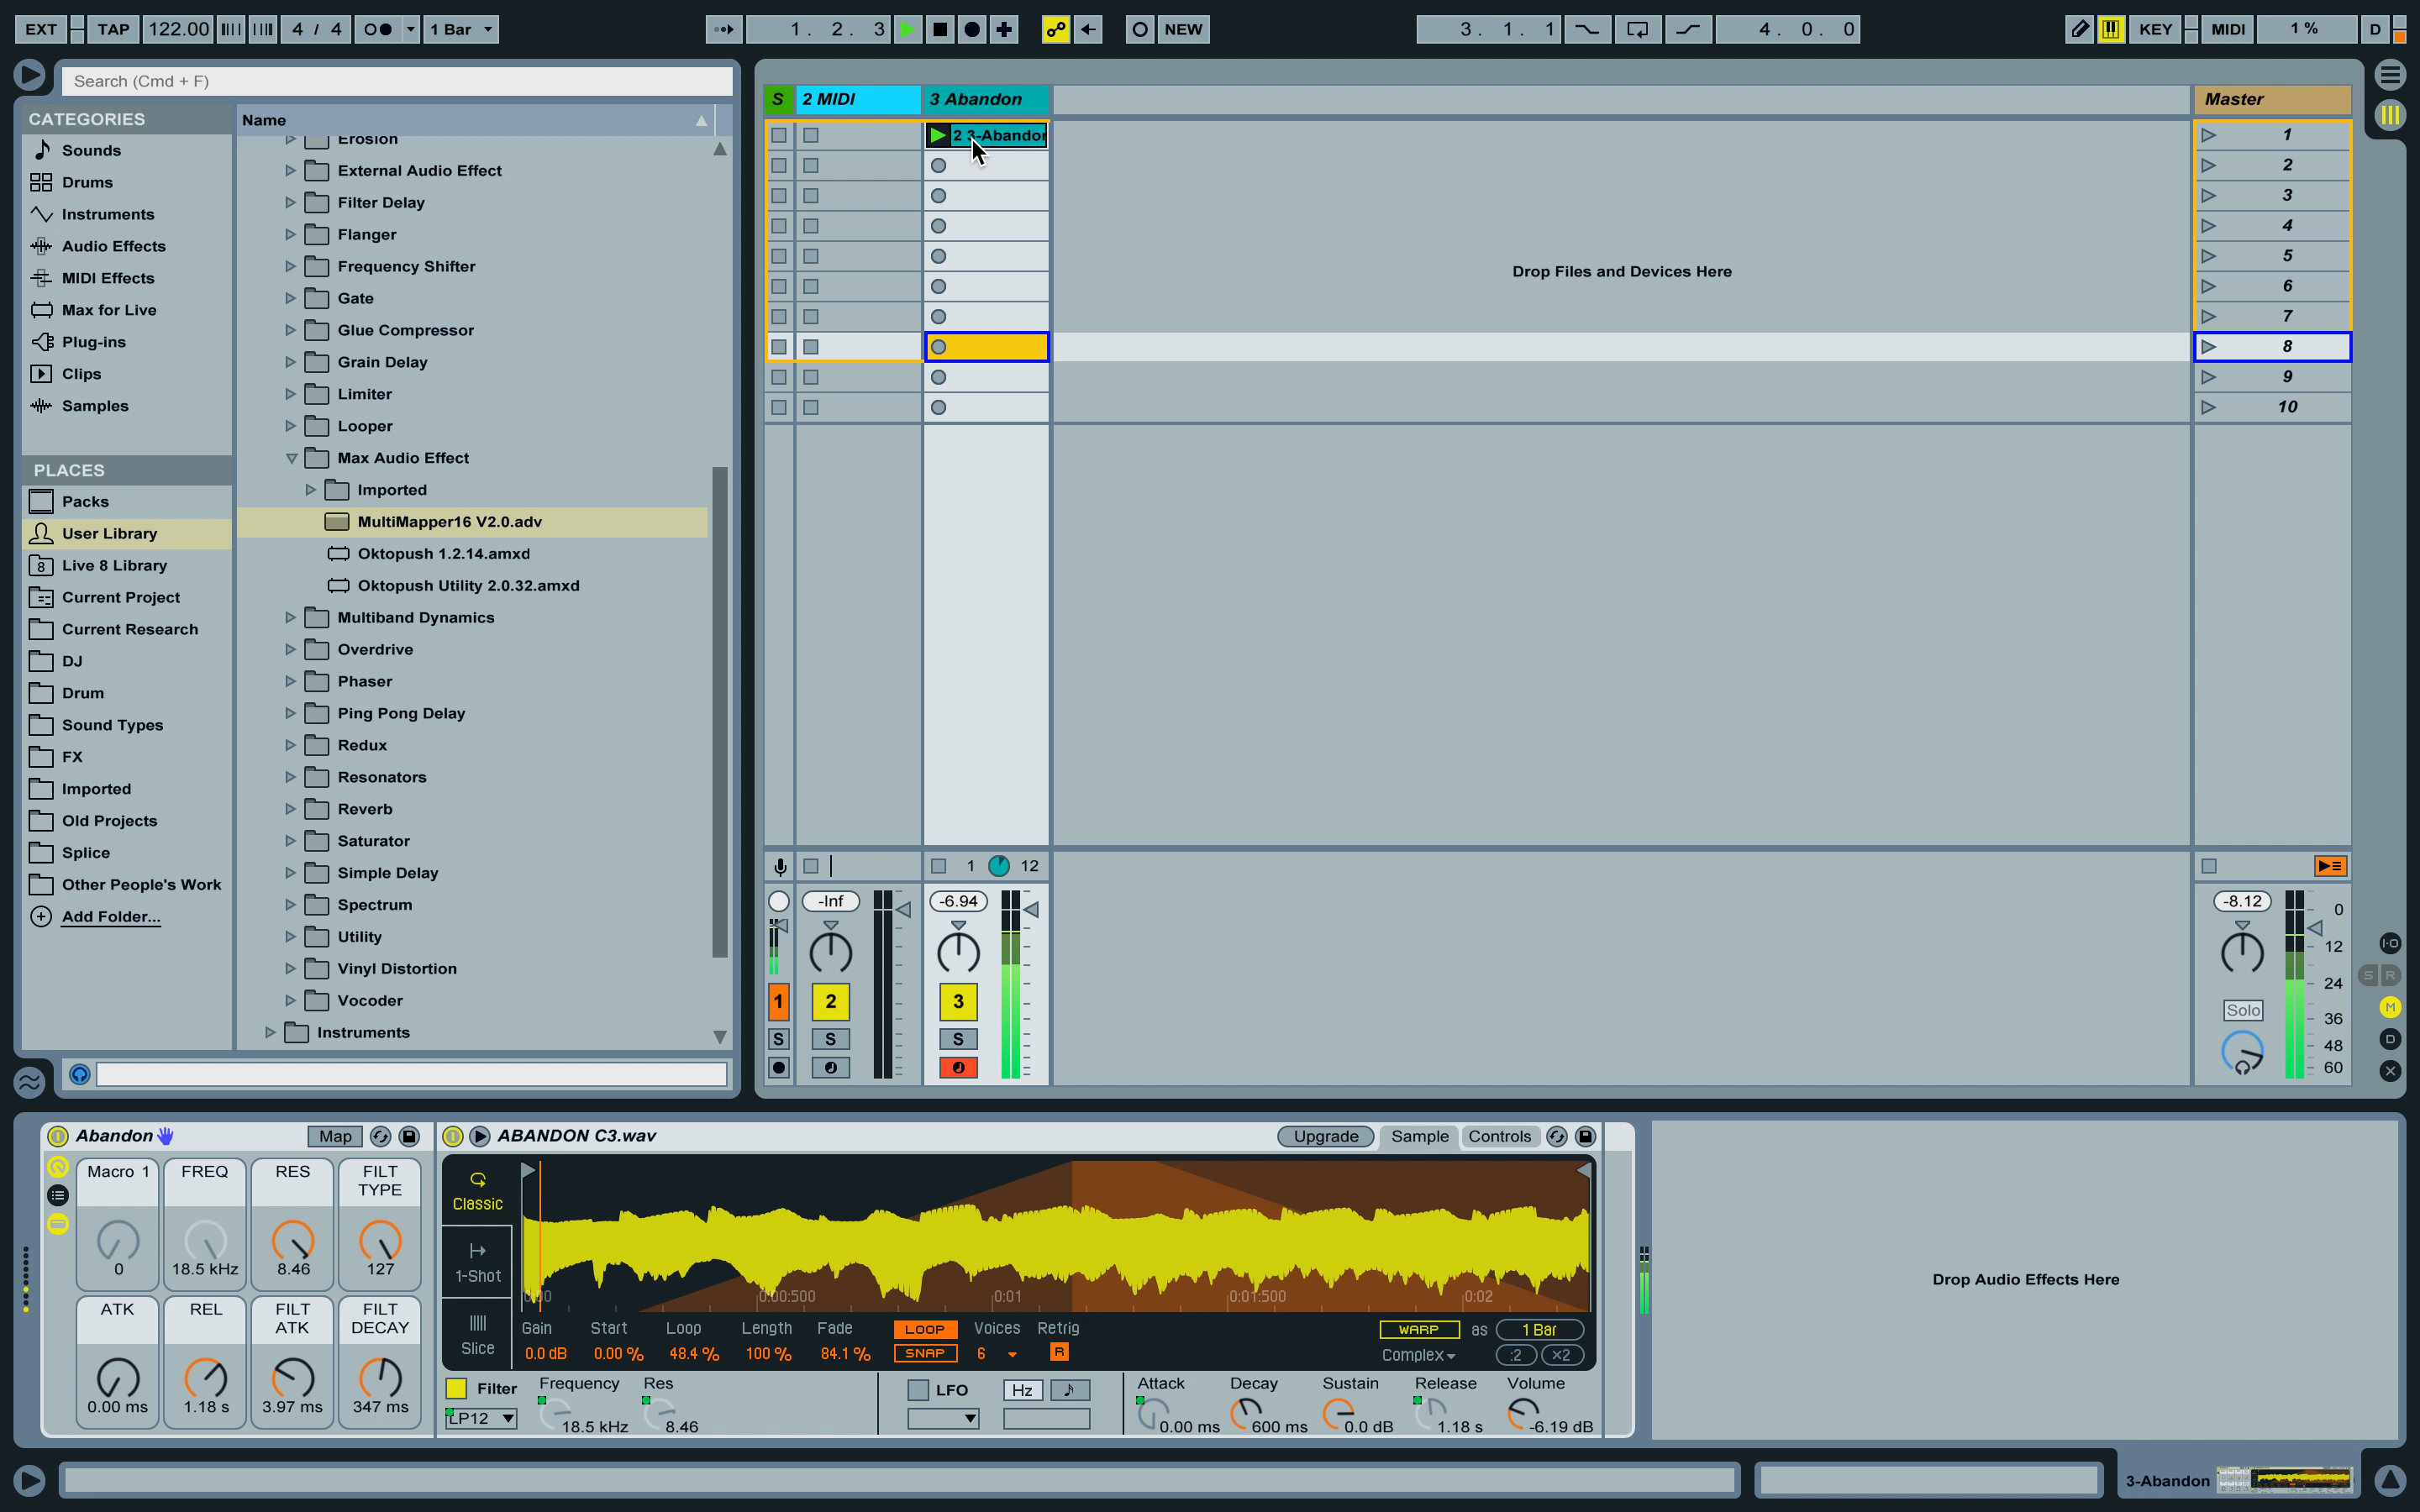 EXT TAP 122.00 4 / 4 1 Bar 1. 2. 3 NEW 3. 1. 1 4. 0. 0 KEY MIDI 1 % D
Search (Cmd + F)
CATEGORIES
Sounds
Drums
Instruments
Audio Effects
MIDI Effects
Max for Live
Plug-ins
Clips
Samples
PLACES
Packs
User Library
Live 8 Library
8
Current Project
Current Research
DJ
Drum
Sound Types
FX
Imported
Old Projects
Splice
Other People's Work
Add Folder...
Name
Erosion
External Audio Effect
Filter Delay
Flanger
Frequency Shifter
Gate
Glue Compressor
Grain Delay
Limiter
Looper
Max Audio Effect
Imported
MultiMapper16 V2.0.adv
Oktopush 1.2.14.amxd
Oktopush Utility 2.0.32.amxd
Multiband Dynamics
Overdrive
Phaser
Ping Pong Delay
Redux
Resonators
Reverb
Saturator
Simple Delay
Spectrum
Utility
Vinyl Distortion
Vocoder
Instruments
S 2 MIDI 3 Abandon Master
2 3-Abandon 1
2
3
4
5
6
7
8
9
10
Drop Files and Devices Here
1 12
-Inf -6.94 -8.12
0
12
24
36
48
60
1 2 3 Solo
S S S
I·O
S R
M
D
X
Abandon Map
Macro 1 FREQ RES FILT TYPE
0 18.5 kHz 8.46 127
ATK REL FILT ATK FILT DECAY
0.00 ms 1.18 s 3.97 ms 347 ms
ABANDON C3.wav Upgrade Sample Controls
Classic
1-Shot
Slice
0:00:500 0:01 0:01:500 0:02
Gain Start Loop Length Fade LOOP Voices Retrig WARP as 1 Bar
0.0 dB 0.00 % 48.4 % 100 % 84.1 % SNAP 6 R Complex :2 ×2
Filter Frequency Res LFO Hz Attack Decay Sustain Release Volume
LP12 18.5 kHz 8.46 0.00 ms 600 ms 0.0 dB 1.18 s -6.19 dB
Drop Audio Effects Here
3-Abandon